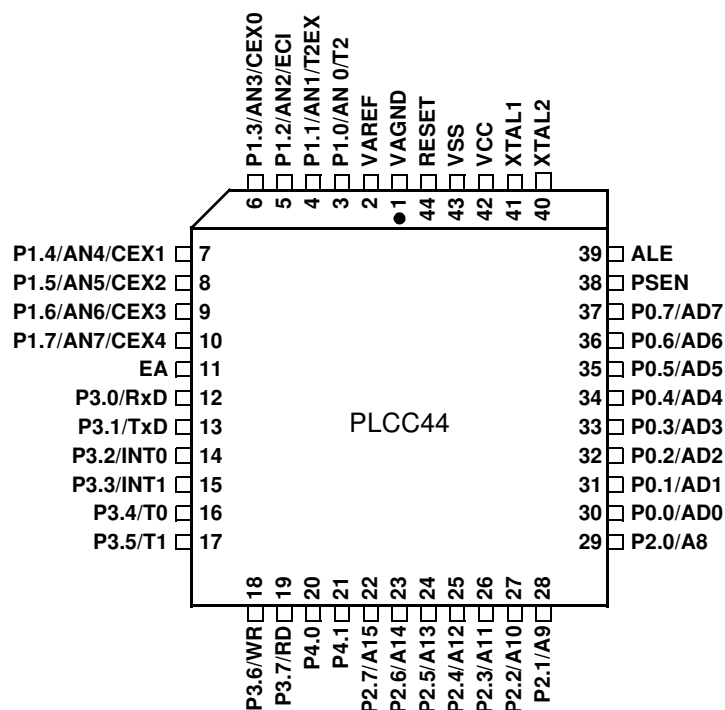 P1.3/AN3/CEX0
P1.2/AN2/ECI
P1.1/AN1/T2EX
P1.0/AN 0/T2
VAREF
VAGND
RESET
VSS
VCC
XTAL1
XTAL2
6
5
4
3
2
1
44
43
42
41
40
P1.4/AN4/CEX1 7
P1.5/AN5/CEX2 8
P1.6/AN6/CEX3 9
P1.7/AN7/CEX4 10
EA 11
P3.0/RxD 12
P3.1/TxD 13
P3.2/INT0 14
P3.3/INT1 15
P3.4/T0 16
P3.5/T1 17
PLCC44
39 ALE
38 PSEN
37 P0.7/AD7
36 P0.6/AD6
35 P0.5/AD5
34 P0.4/AD4
33 P0.3/AD3
32 P0.2/AD2
31 P0.1/AD1
30 P0.0/AD0
29 P2.0/A8
18
19
20
21
22
23
24
25
26
27
28
P3.6/WR
P3.7/RD
P4.0
P4.1
P2.7/A15
P2.6/A14
P2.5/A13
P2.4/A12
P2.3/A11
P2.2/A10
P2.1/A9